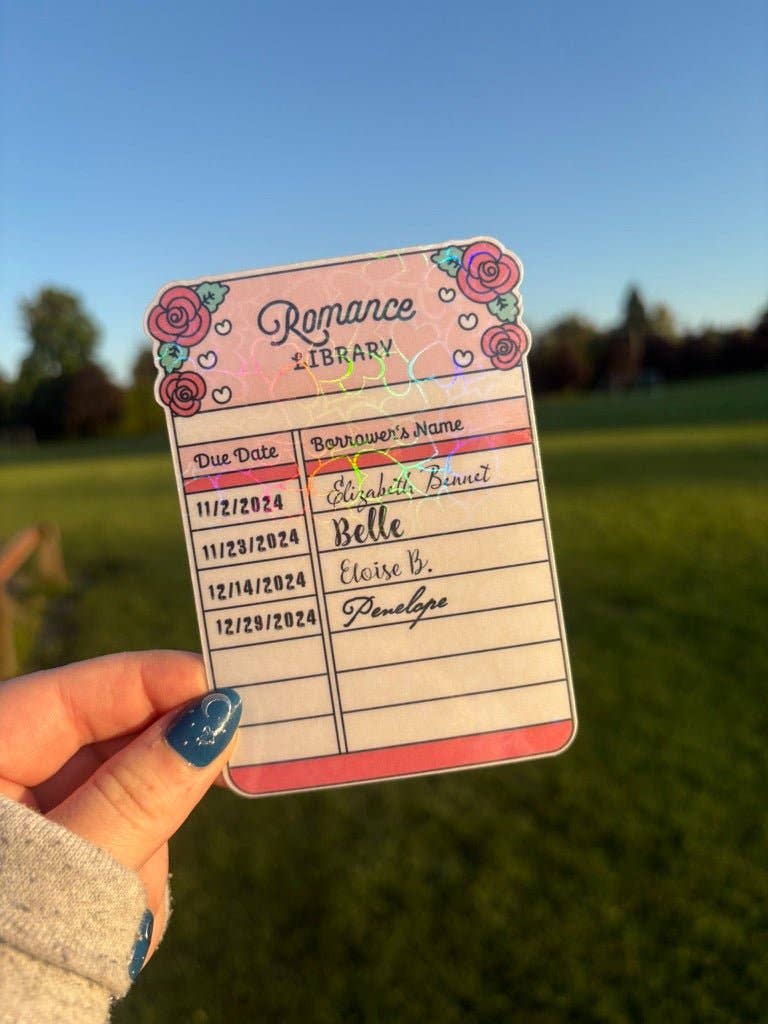 Romance
LIBRARY
Due Date Borrower's Name
11/2/2024 Elizabeth Bennet
11/23/2024 Belle
12/14/2024 Eloise B.
12/29/2024 Penelope